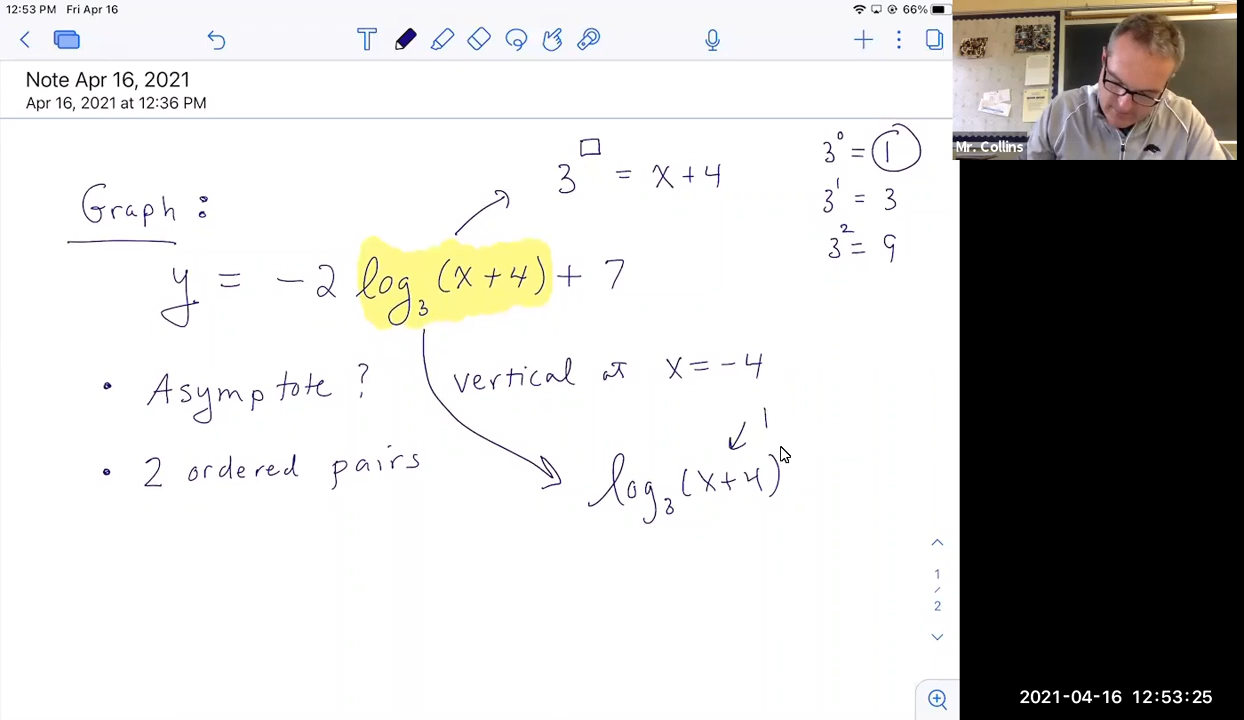 12:53 PM Fri Apr 16
66%
T
Note Apr 16, 2021
Apr 16, 2021 at 12:36 PM
Mr. Collins
3^□ = x+4
3^0 = 1
3^1 = 3
3^2 = 9
Graph:
y = -2 log₃ (x+4) + 7
• Asymptote? vertical at x = -4
1
• 2 ordered pairs
log₃ (x+4)
1
/
2
2021-04-16 12:53:25